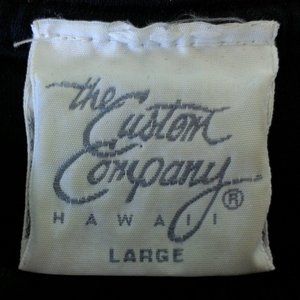 the
Custom
Company®
HAWAII
LARGE